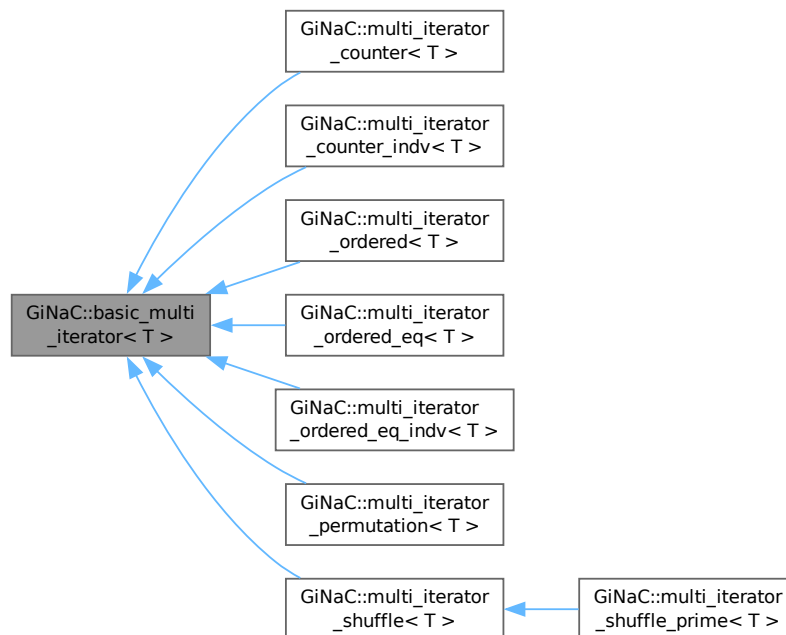 GiNaC::multi_iterator
_counter< T >
GiNaC::multi_iterator
_counter_indv< T >
GiNaC::multi_iterator
_ordered< T >
GiNaC::basic_multi
_iterator< T >
GiNaC::multi_iterator
_ordered_eq< T >
GiNaC::multi_iterator
_ordered_eq_indv< T >
GiNaC::multi_iterator
_permutation< T >
GiNaC::multi_iterator
_shuffle< T >
GiNaC::multi_iterator
_shuffle_prime< T >